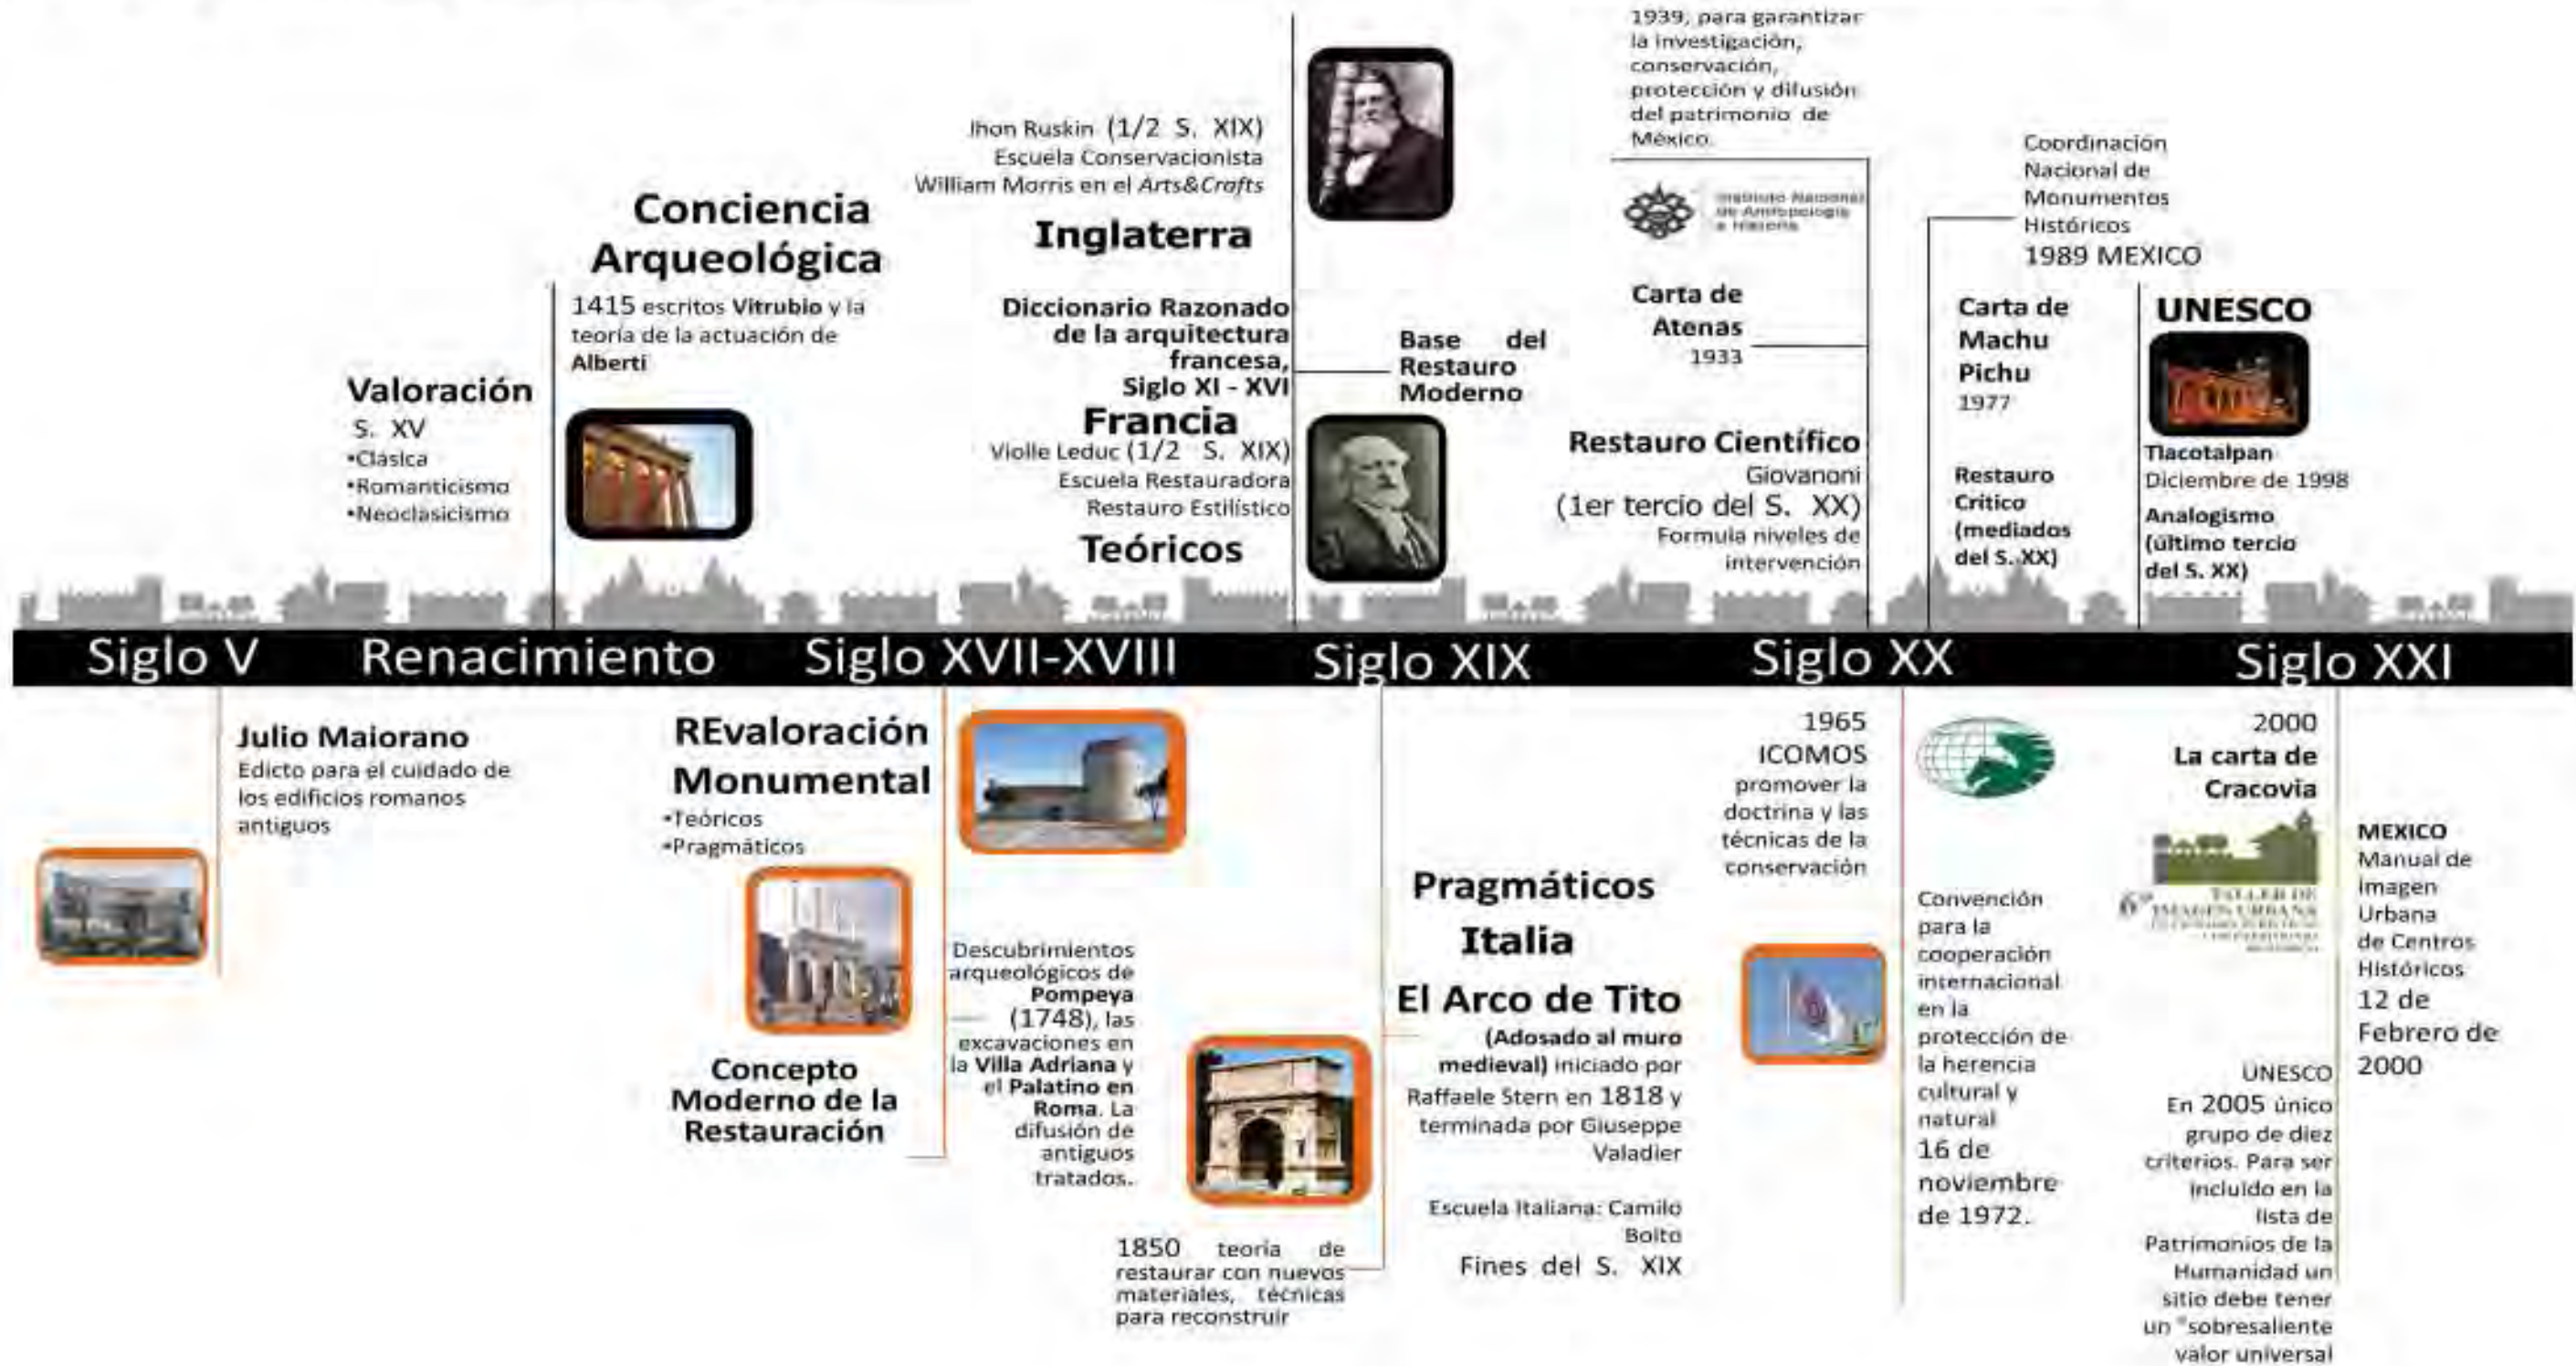 Valoración
S. XV
•Clásica
•Romanticismo
•Neoclasicismo
Conciencia
Arqueológica
1415 escritos Vitrubio y la
teoría de la actuación de
Alberti
Jhon Ruskin (1/2 S. XIX)
Escuela Conservacionista
William Morris en el Arts&Crafts
Inglaterra
Diccionario Razonado
de la arquitectura
francesa,
Siglo XI - XVI
Francia
Violle Leduc (1/2 S. XIX)
Escuela Restauradora
Restauro Estilístico
Teóricos
Base del
Restauro
Moderno
1939, para garantizar
la investigación,
conservación,
protección y difusión
del patrimonio de
México.
Instituto Nacional
de Antropología
e Historia
Carta de
Atenas
1933
Restauro Científico
Giovanoni
(1er tercio del S. XX)
Formula niveles de
intervención
Coordinación
Nacional de
Monumentos
Históricos
1989 MEXICO
Carta de
Machu
Pichu
1977
Restauro
Crítico
(mediados
del S. XX)
UNESCO
Tlacotalpan
Diciembre de 1998
Analogismo
(último tercio
del S. XX)
Siglo V
Renacimiento
Siglo XVII-XVIII
Siglo XIX
Siglo XX
Siglo XXI
Julio Maiorano
Edicto para el cuidado de
los edificios romanos
antiguos
REvaloración
Monumental
•Teóricos
•Pragmáticos
Concepto
Moderno de la
Restauración
Descubrimientos
arqueológicos de
Pompeya
(1748), las
excavaciones en
la Villa Adriana y
el Palatino en
Roma. La
difusión de
antiguos
tratados.
1850 teoría de
restaurar con nuevos
materiales, técnicas
para reconstruir
Pragmáticos
Italia
El Arco de Tito
(Adosado al muro
medieval) iniciado por
Raffaele Stern en 1818 y
terminada por Giuseppe
Valadier
Escuela Italiana: Camilo
Boito
Fines del S. XIX
1965
ICOMOS
promover la
doctrina y las
técnicas de la
conservación
Convención
para la
cooperación
internacional
en la
protección de
la herencia
cultural y
natural
16 de
noviembre
de 1972.
2000
La carta de
Cracovia
6º TALLER DE
IMAGEN URBANA
UNESCO
En 2005 único
grupo de diez
criterios. Para ser
incluido en la
lista de
Patrimonios de la
Humanidad un
sitio debe tener
un "sobresaliente
valor universal
MEXICO
Manual de
Imagen
Urbana
de Centros
Históricos
12 de
Febrero de
2000